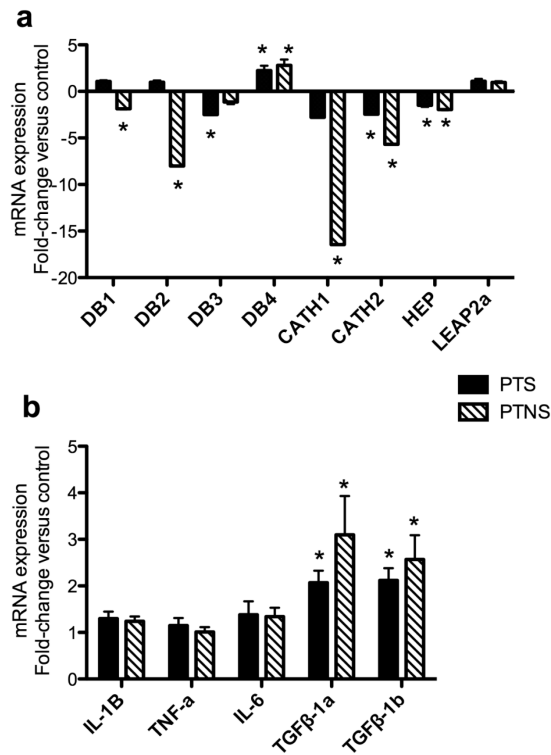 a
mRNA expression
Fold-change versus control
5
0
-5
-10
-15
-20
* * * * * * * * * * *
DB1 DB2 DB3 DB4 CATH1 CATH2 HEP LEAP2a
PTS
PTNS
b
mRNA expression
Fold-change versus control
5
4
3
2
1
0
* * * *
IL-1B TNF-a IL-6 TGFβ-1a TGFβ-1b